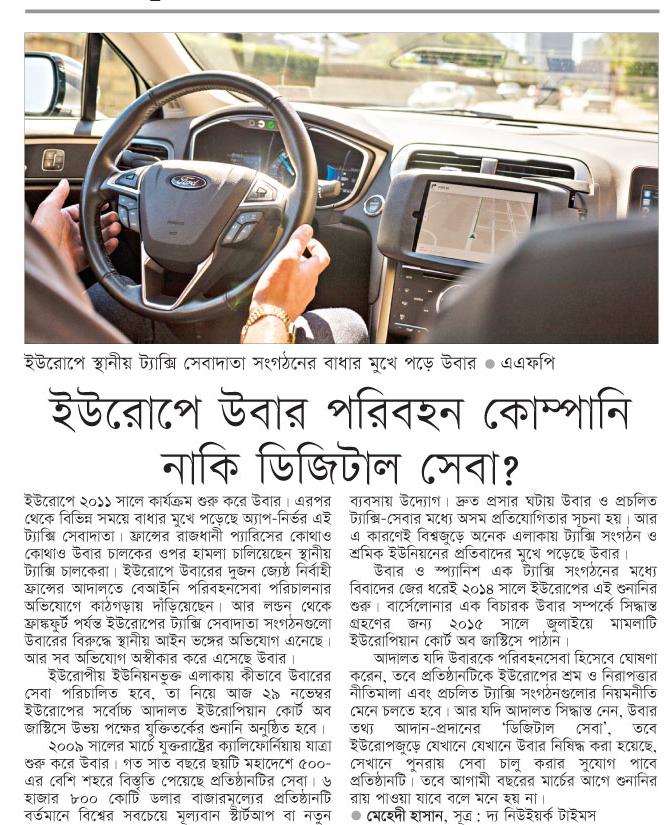 Ford
ইউরোপে স্থানীয় ট্যাক্সি সেবাদাতা সংগঠনের বাধার মুখে পড়ে উবার ● এএফপি
ইউরোপে উবার পরিবহন কোম্পানি
নাকি ডিজিটাল সেবা?
ইউরোপে ২০১১ সালে কার্যক্রম শুরু করে উবার। এরপর
থেকে বিভিন্ন সময়ে বাধার মুখে পড়েছে অ্যাপ-নির্ভর এই
ট্যাক্সি সেবাদাতা। ফ্রান্সের রাজধানী প্যারিসের কোথাও
কোথাও উবার চালকের ওপর হামলা চালিয়েছেন স্থানীয়
ট্যাক্সি চালকেরা। ইউরোপে উবারের দুজন জ্যেষ্ঠ নির্বাহী
ফ্রান্সের আদালতে বেআইনি পরিবহনসেবা পরিচালনার
অভিযোগে কাঠগড়ায় দাঁড়িয়েছেন। আর লন্ডন থেকে
ফ্রাঙ্কফুর্ট পর্যন্ত ইউরোপের ট্যাক্সি সেবাদাতা সংগঠনগুলো
উবারের বিরুদ্ধে স্থানীয় আইন ভঙ্গের অভিযোগ এনেছে।
আর সব অভিযোগ অস্বীকার করে এসেছে উবার।
ইউরোপীয় ইউনিয়নভুক্ত এলাকায় কীভাবে উবারের
সেবা পরিচালিত হবে, তা নিয়ে আজ ২৯ নভেম্বর
ইউরোপের সর্বোচ্চ আদালত ইউরোপিয়ান কোর্ট অব
জাস্টিসে উভয় পক্ষের যুক্তিতর্কের শুনানি অনুষ্ঠিত হবে।
২০০৯ সালের মার্চে যুক্তরাষ্ট্রের ক্যালিফোর্নিয়ায় যাত্রা
শুরু করে উবার। গত সাত বছরে ছয়টি মহাদেশে ৫০০-
এর বেশি শহরে বিস্তৃতি পেয়েছে প্রতিষ্ঠানটির সেবা। ৬
হাজার ৮০০ কোটি ডলার বাজারমূল্যের প্রতিষ্ঠানটি
বর্তমানে বিশ্বের সবচেয়ে মূল্যবান স্টার্টআপ বা নতুন
ব্যবসায় উদ্যোগ। দ্রুত প্রসার ঘটায় উবার ও প্রচলিত
ট্যাক্সি-সেবার মধ্যে অসম প্রতিযোগিতার সূচনা হয়। আর
এ কারণেই বিশ্বজুড়ে অনেক এলাকায় ট্যাক্সি সংগঠন ও
শ্রমিক ইউনিয়নের প্রতিবাদের মুখে পড়েছে উবার।
উবার ও স্প্যানিশ এক ট্যাক্সি সংগঠনের মধ্যে
বিবাদের জের ধরেই ২০১৪ সালে ইউরোপের এই শুনানির
শুরু। বার্সেলোনার এক বিচারক উবার সম্পর্কে সিদ্ধান্ত
গ্রহণের জন্য ২০১৫ সালে জুলাইয়ে মামলাটি
ইউরোপিয়ান কোর্ট অব জাস্টিসে পাঠান।
আদালত যদি উবারকে পরিবহনসেবা হিসেবে ঘোষণা
করেন, তবে প্রতিষ্ঠানটিকে ইউরোপের শ্রম ও নিরাপত্তার
নীতিমালা এবং প্রচলিত ট্যাক্সি সংগঠনগুলোর নিয়মনীতি
মেনে চলতে হবে। আর যদি আদালত সিদ্ধান্ত নেন, উবার
তথ্য আদান-প্রদানের ‘ডিজিটাল সেবা’, তবে
ইউরোপজুড়ে যেখানে যেখানে উবার নিষিদ্ধ করা হয়েছে,
সেখানে পুনরায় সেবা চালু করার সুযোগ পাবে
প্রতিষ্ঠানটি। তবে আগামী বছরের মার্চের আগে শুনানির
রায় পাওয়া যাবে বলে মনে হয় না।
● মেহেদী হাসান, সূত্র : দ্য নিউইয়র্ক টাইমস